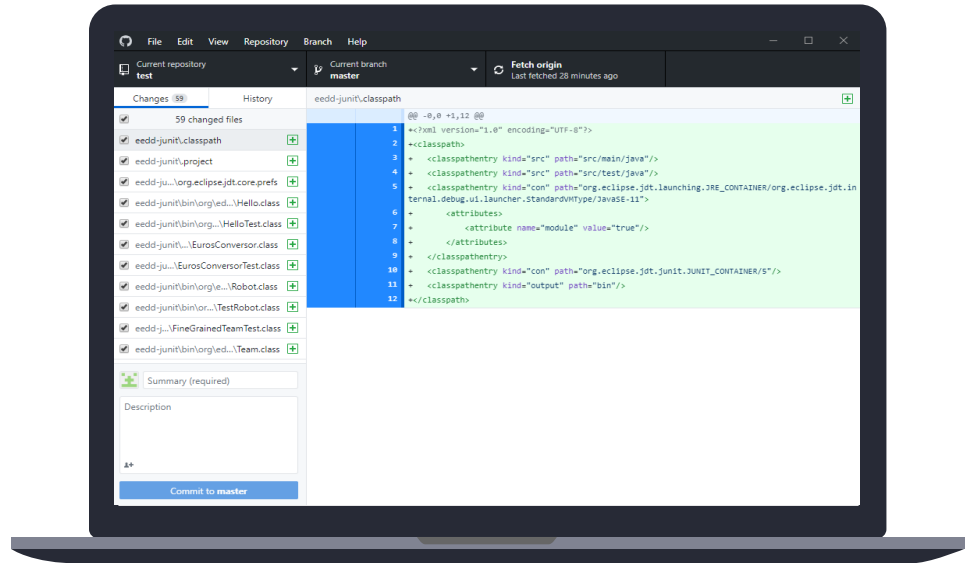 File Edit View Repository Branch Help
Current repository
test
Current branch
master
Fetch origin
Last fetched 28 minutes ago
Changes 59 History
59 changed files
eedd-junit\.classpath
eedd-junit\.project
eedd-ju...\org.eclipse.jdt.core.prefs
eedd-junit\bin\org\ed...\Hello.class
eedd-junit\bin\org...\HelloTest.class
eedd-junit\...\EurosConversor.class
eedd-ju...\EurosConversorTest.class
eedd-junit\bin\org\e...\Robot.class
eedd-junit\bin\or...\TestRobot.class
eedd-j...\FineGrainedTeamTest.class
eedd-junit\bin\org\ed...\Team.class
Summary (required)
Description
Commit to master
eedd-junit\.classpath
@@ -0,0 +1,12 @@
1 +<?xml version="1.0" encoding="UTF-8"?>
2 +<classpath>
3 + <classpathentry kind="src" path="src/main/java"/>
4 + <classpathentry kind="src" path="src/test/java"/>
5 + <classpathentry kind="con" path="org.eclipse.jdt.launching.JRE_CONTAINER/org.eclipse.jdt.in
ternal.debug.ui.launcher.StandardVMType/JavaSE-11">
6 + <attributes>
7 + <attribute name="module" value="true"/>
8 + </attributes>
9 + </classpathentry>
10 + <classpathentry kind="con" path="org.eclipse.jdt.junit.JUNIT_CONTAINER/5"/>
11 + <classpathentry kind="output" path="bin"/>
12 +</classpath>